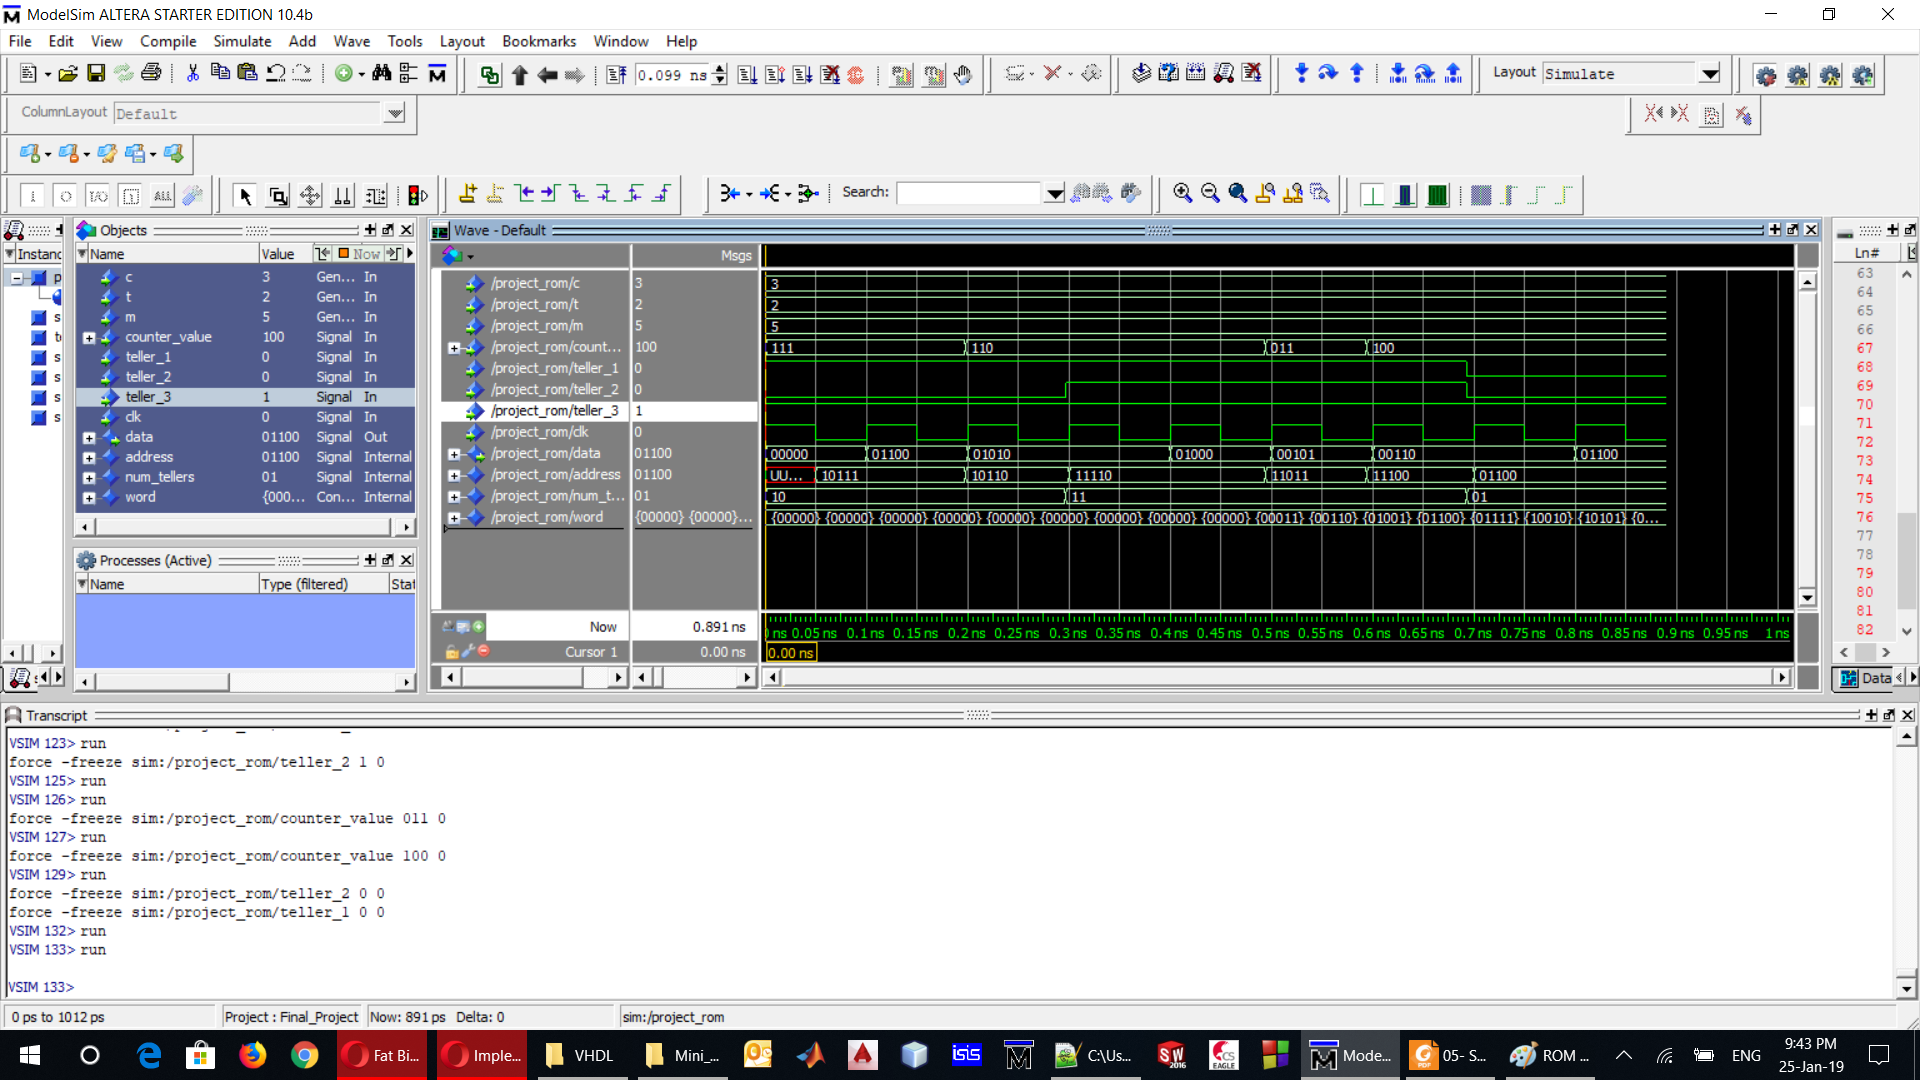 ModelSim ALTERA STARTER EDITION 10.4b
File Edit View Compile Simulate Add Wave Tools Layout Bookmarks Window Help
0.099 ns
Layout Simulate
ColumnLayout Default
Search:
Objects
Name Value Now
c 3 Gen... In
t 2 Gen... In
m 5 Gen... In
counter_value 100 Signal In
teller_1 0 Signal In
teller_2 0 Signal In
teller_3 1 Signal In
clk 0 Signal In
data 01100 Signal Out
address 01100 Signal Internal
num_tellers 01 Signal Internal
word {000... Con... Internal
Instanc
p
s
t
s
s
s
s
Processes (Active)
Name Type (filtered) Stat
Wave - Default
Msgs
/project_rom/c 3 3
/project_rom/t 2 2
/project_rom/m 5 5
/project_rom/count... 100 111 110 011 100
/project_rom/teller_1 0
/project_rom/teller_2 0
/project_rom/teller_3 1
/project_rom/clk 0
/project_rom/data 01100 00000 01100 01010 01000 00101 00110 01100
/project_rom/address 01100 UU... 10111 10110 11110 11011 11100 01100
/project_rom/num_t... 01 10 11 01
/project_rom/word {00000} {00000}... {00000} {00000} {00000} {00000} {00000} {00000} {00000} {00000} {00000} {00011} {00110} {01001} {01100} {01111} {10010} {10101} {0...
Now 0.891 ns
ns 0.05 ns 0.1 ns 0.15 ns 0.2 ns 0.25 ns 0.3 ns 0.35 ns 0.4 ns 0.45 ns 0.5 ns 0.55 ns 0.6 ns 0.65 ns 0.7 ns 0.75 ns 0.8 ns 0.85 ns 0.9 ns 0.95 ns 1 ns
Cursor 1 0.00 ns 0.00 ns
Ln#
63
64
65
66
67
68
69
70
71
72
73
74
75
76
77
78
79
80
81
82
Data
Transcript
VSIM 123> run
force -freeze sim:/project_rom/teller_2 1 0
VSIM 125> run
VSIM 126> run
force -freeze sim:/project_rom/counter_value 011 0
VSIM 127> run
force -freeze sim:/project_rom/counter_value 100 0
VSIM 129> run
force -freeze sim:/project_rom/teller_2 0 0
force -freeze sim:/project_rom/teller_1 0 0
VSIM 132> run
VSIM 133> run
VSIM 133>
0 ps to 1012 ps Project : Final_Project Now: 891 ps Delta: 0 sim:/project_rom
Fat Bi... Imple... VHDL Mini_... C:\Us... Mode... 05- S... ROM ... ENG
9:43 PM
25-Jan-19